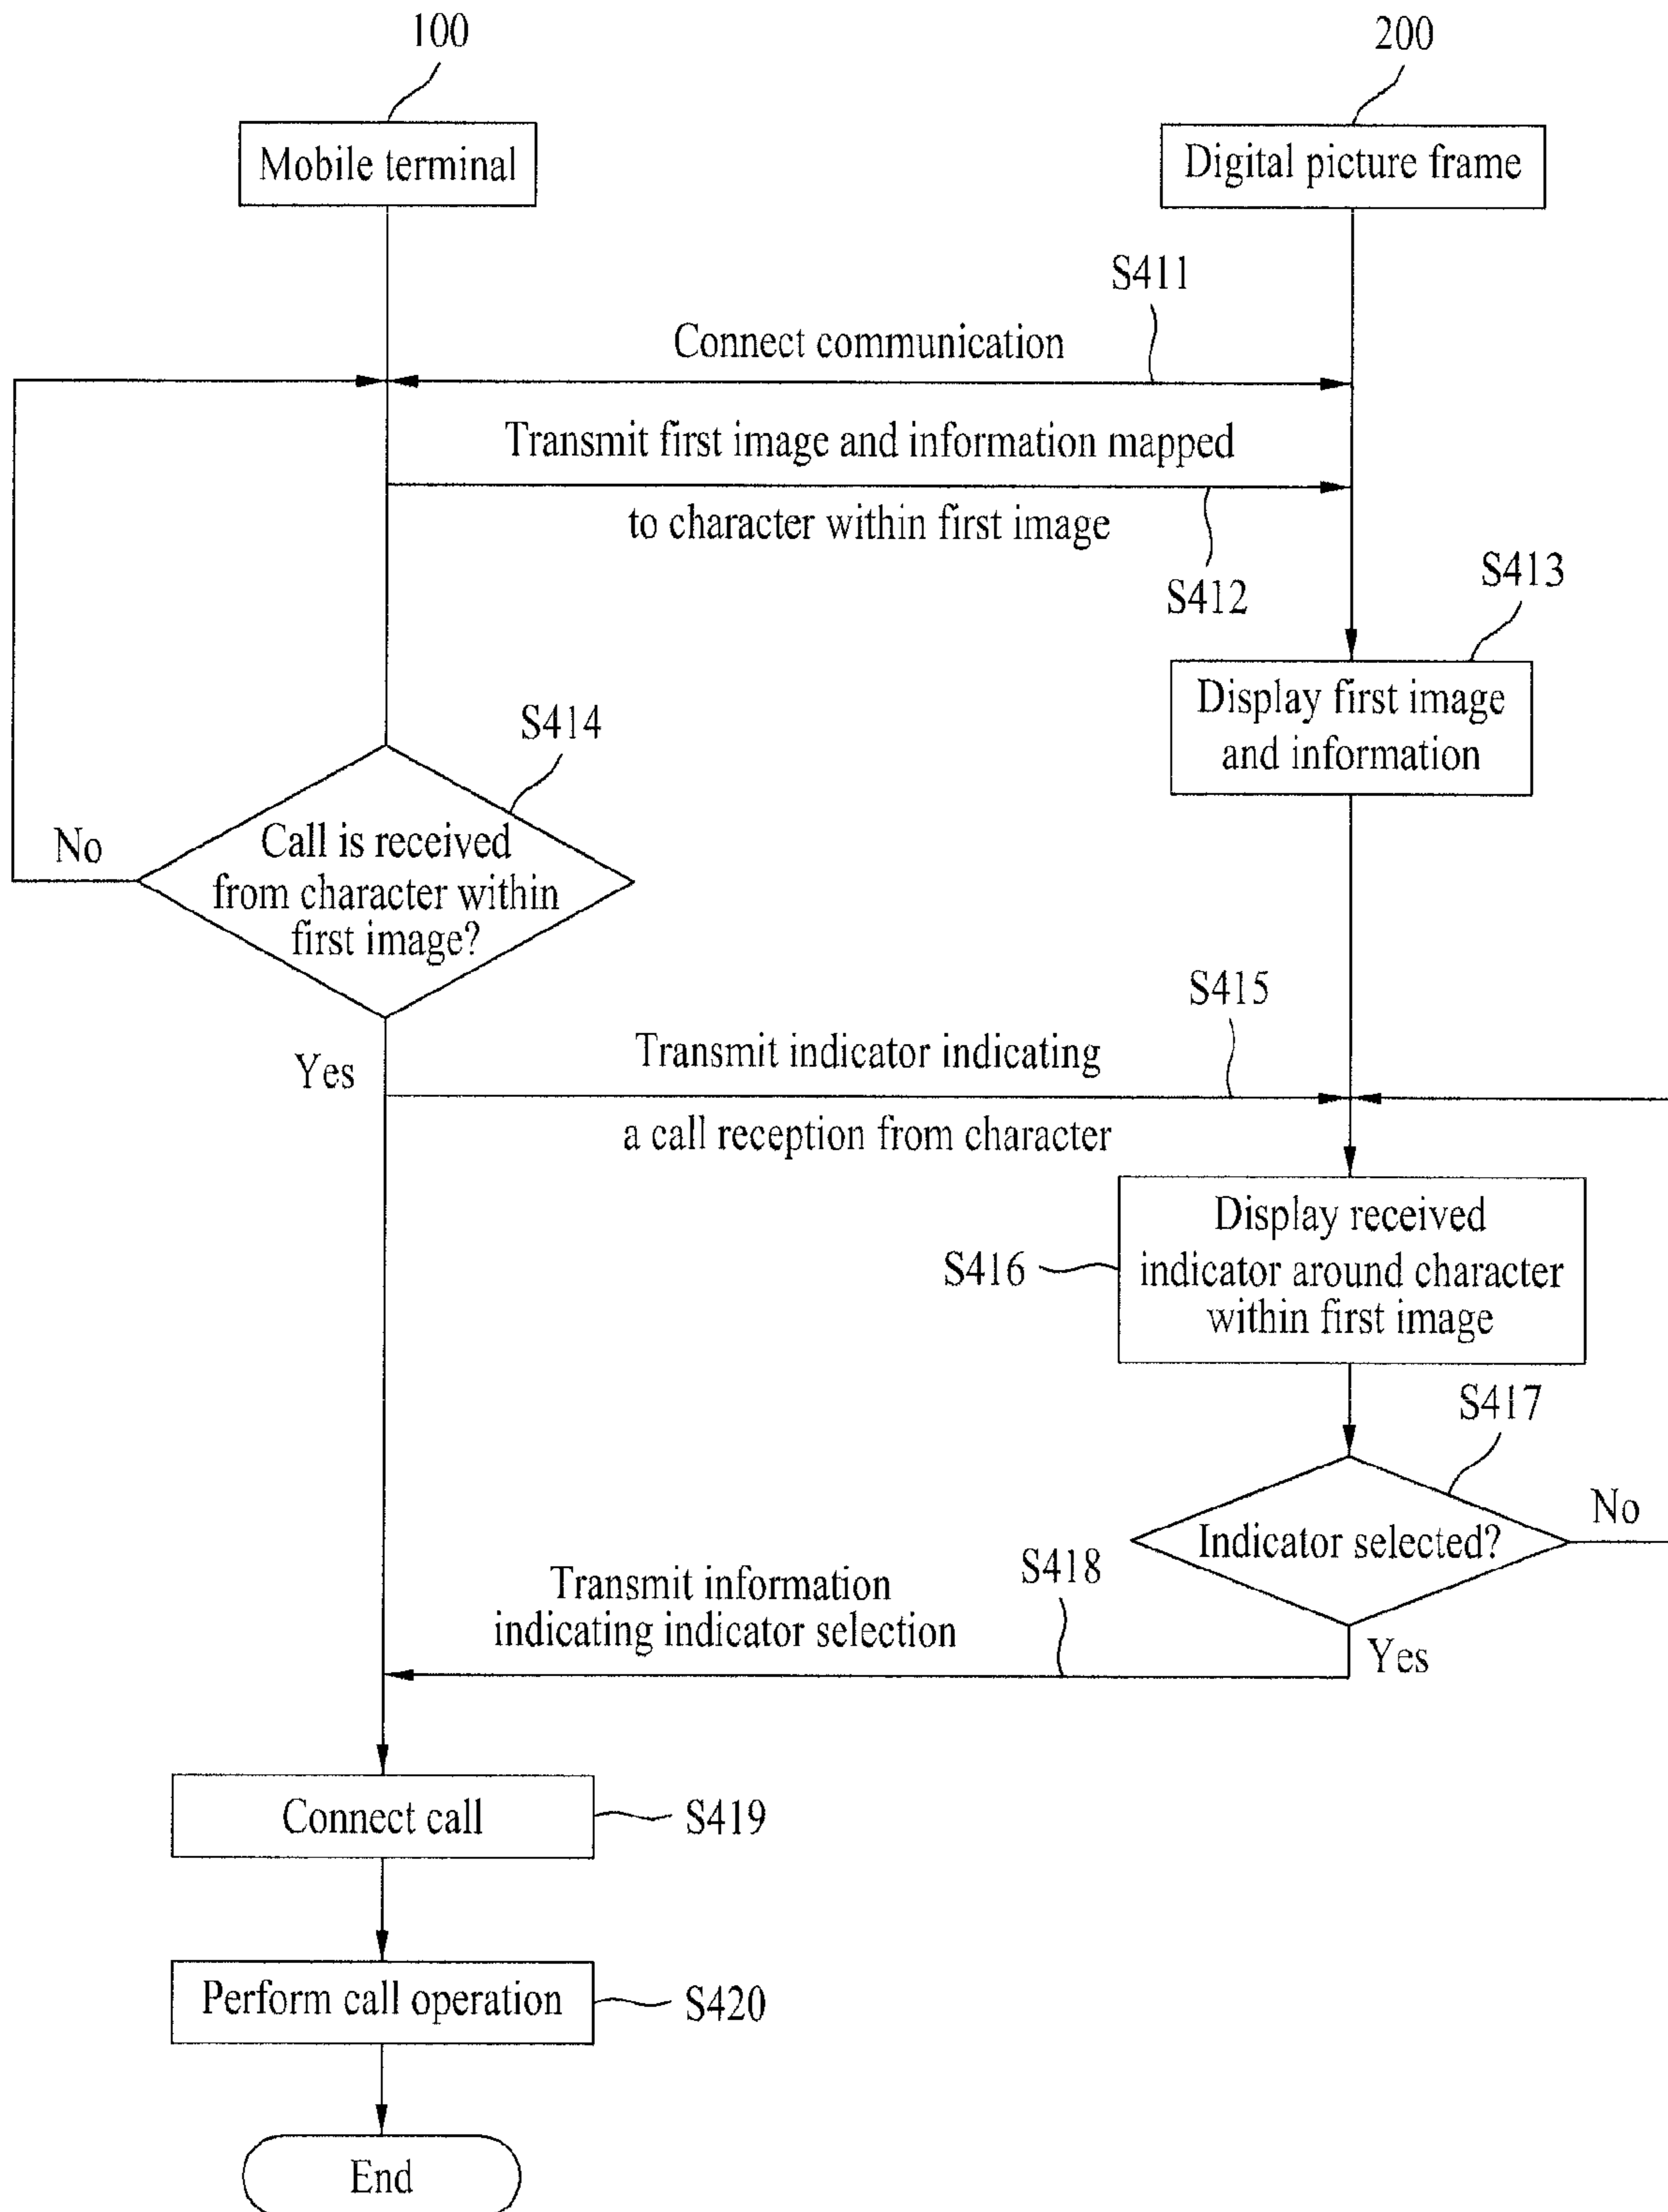 100
200
Mobile terminal
Digital picture frame
S411
Connect communication
Transmit first image and information mapped
to character within first image
S412
S413
Display first image
and information
S414
No
Call is received
from character within
first image?
S415
Yes
Transmit indicator indicating
a call reception from character
Display received
indicator around character
within first image
S416
S417
Indicator selected?
No
S418
Transmit information
indicating indicator selection
Yes
Connect call
S419
Perform call operation
S420
End